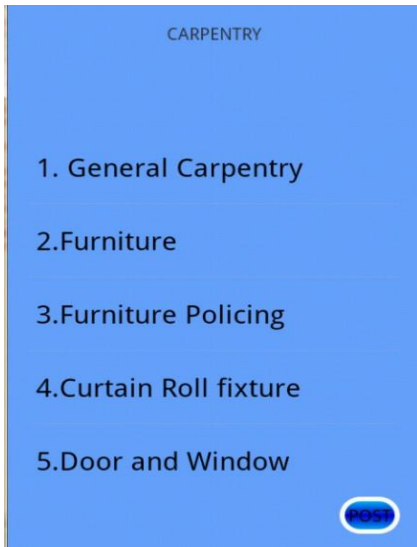 CARPENTRY
1. General Carpentry
2.Furniture
3.Furniture Policing
4.Curtain Roll fixture
5.Door and Window
POST